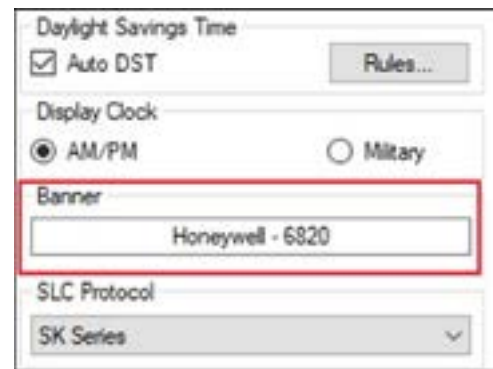 Daylight Savings Time
Auto DST
Rules...
Display Clock
AM/PM
Military
Banner
Honeywell - 6820
SLC Protocol
SK Series